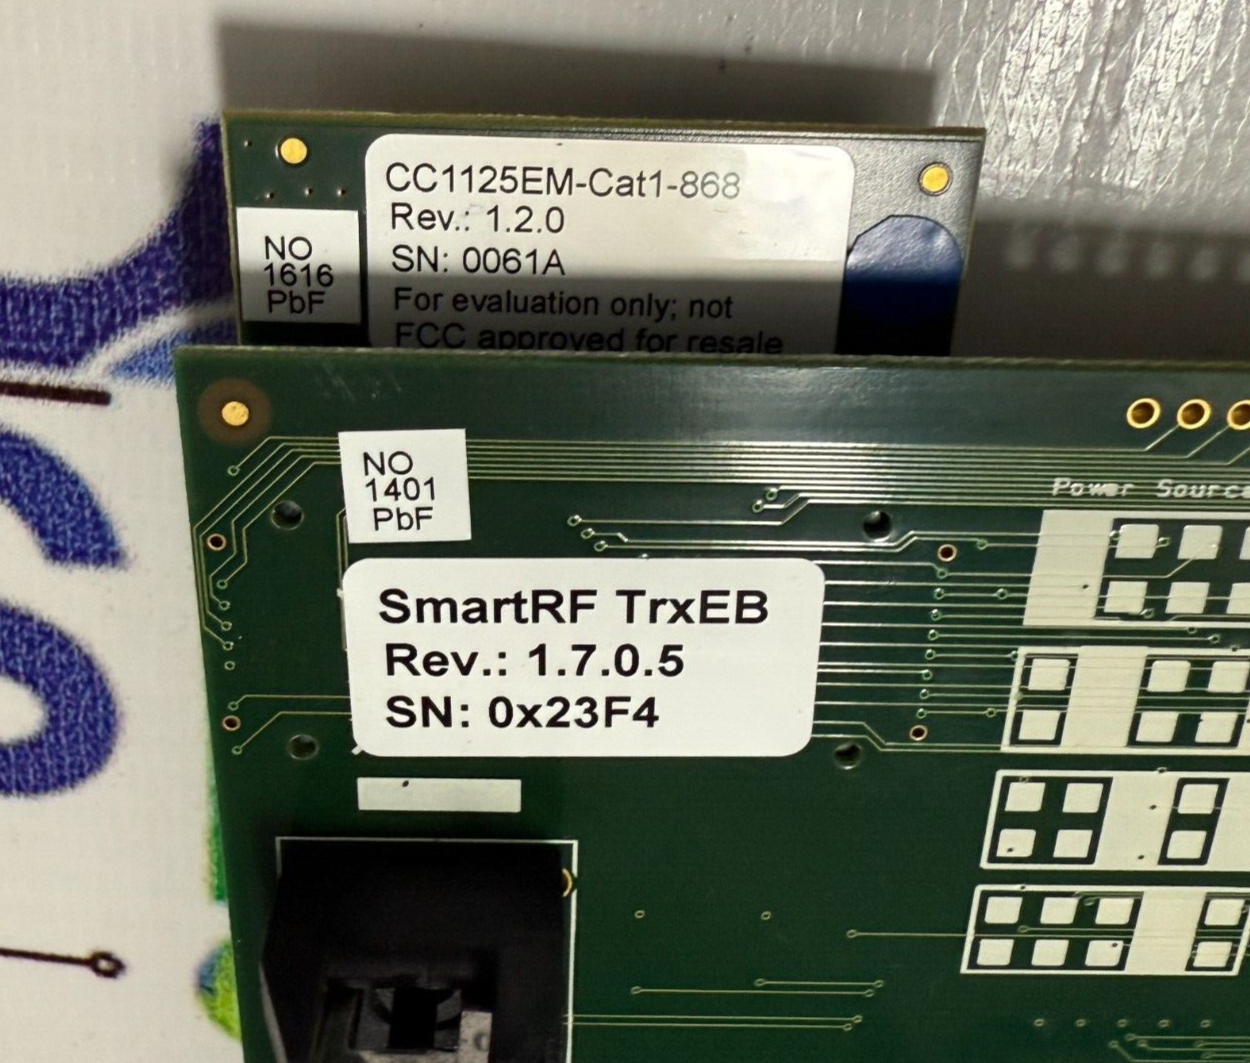 CC1125EM-Cat1-868
Rev.: 1.2.0
SN: 0061A
For evaluation only; not
FCC approved for resale
NO
1616
PbF
NO
1401
PbF
Power Source
SmartRF TrxEB
Rev.: 1.7.0.5
SN: 0x23F4